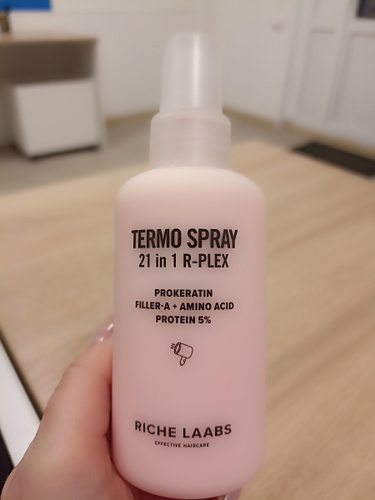 TERMO SPRAY
21 in 1 R-PLEX
PROKERATIN
FILLER-A + AMINO ACID
PROTEIN 5%
RICHE LAABS
EFFECTIVE HAIRCARE